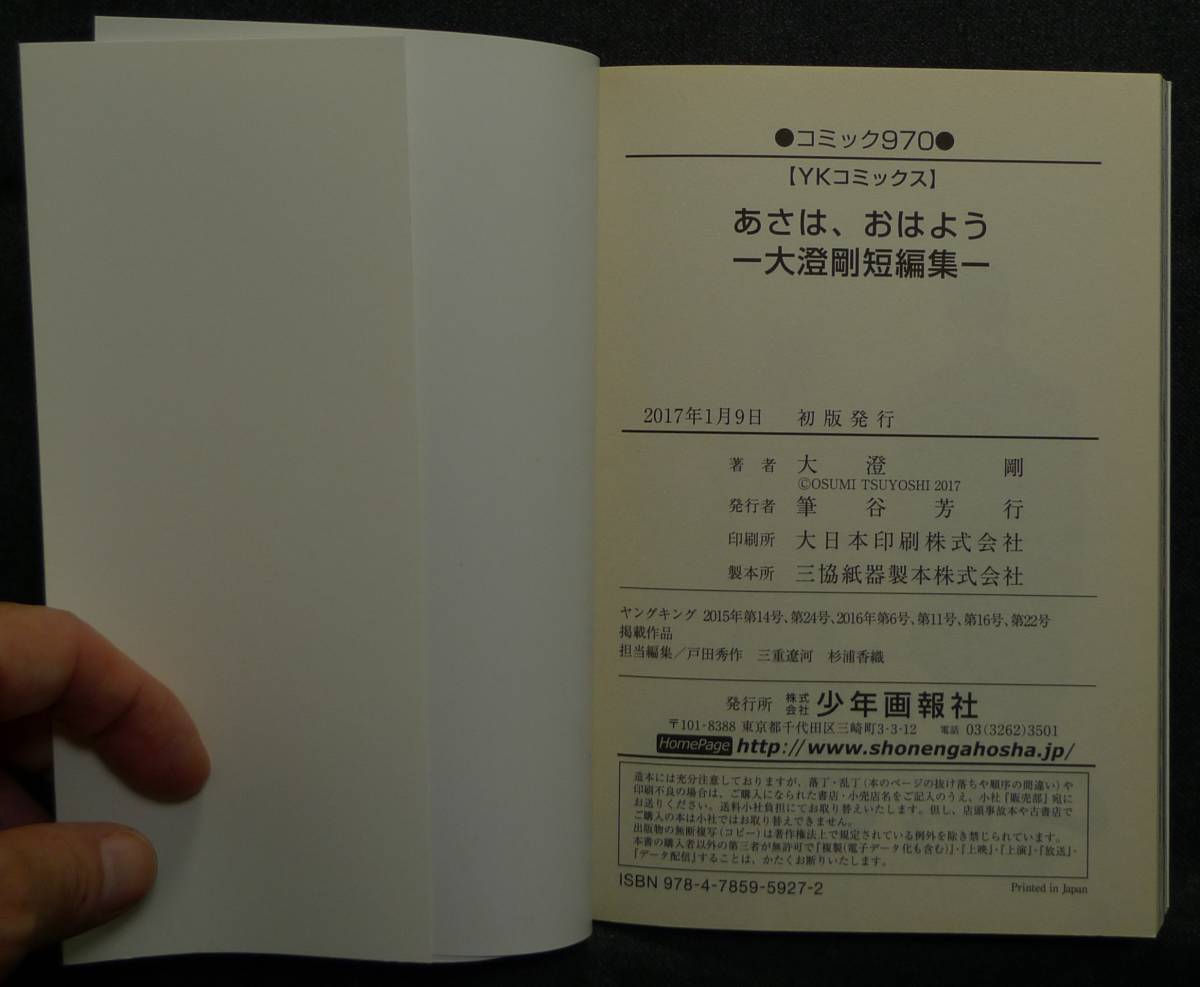 ●コミック970●
【YKコミックス】
あさは、おはよう
ー大澄剛短編集ー
2017年1月9日 初版発行
著者 大澄剛
©OSUMI TSUYOSHI 2017
発行者 筆谷芳行
印刷所 大日本印刷株式会社
製本所 三協紙器製本株式会社
ヤングキング 2015年第14号、第24号、2016年第6号、第11号、第16号、第22号
掲載作品
担当編集／戸田秀作 三重遼河 杉浦香織
発行所 株式会社 少年画報社
〒101-8388 東京都千代田区三崎町3-3-12 電話 03(3262)3501
HomePage http://www.shonengahosha.jp/
造本には充分注意しておりますが、落丁・乱丁（本のページの抜け落ちや順序の間違い）や
印刷不良の場合は、ご購入になられた書店・小売店名をご記入のうえ、小社『販売部』宛に
お送りください。送料小社負担にてお取り替えいたします。但し、店頭事故本や古書店で
ご購入の本は小社ではお取り替えできません。
出版物の無断複写（コピー）は著作権法上で規定されている例外を除き禁じられています。
本書の購入者以外の第三者が無許可で『複製(電子データ化も含む)』・『上映』・『上演』・『放送』・
『データ配信』することは、かたくお断りいたします。
ISBN 978-4-7859-5927-2
Printed in Japan